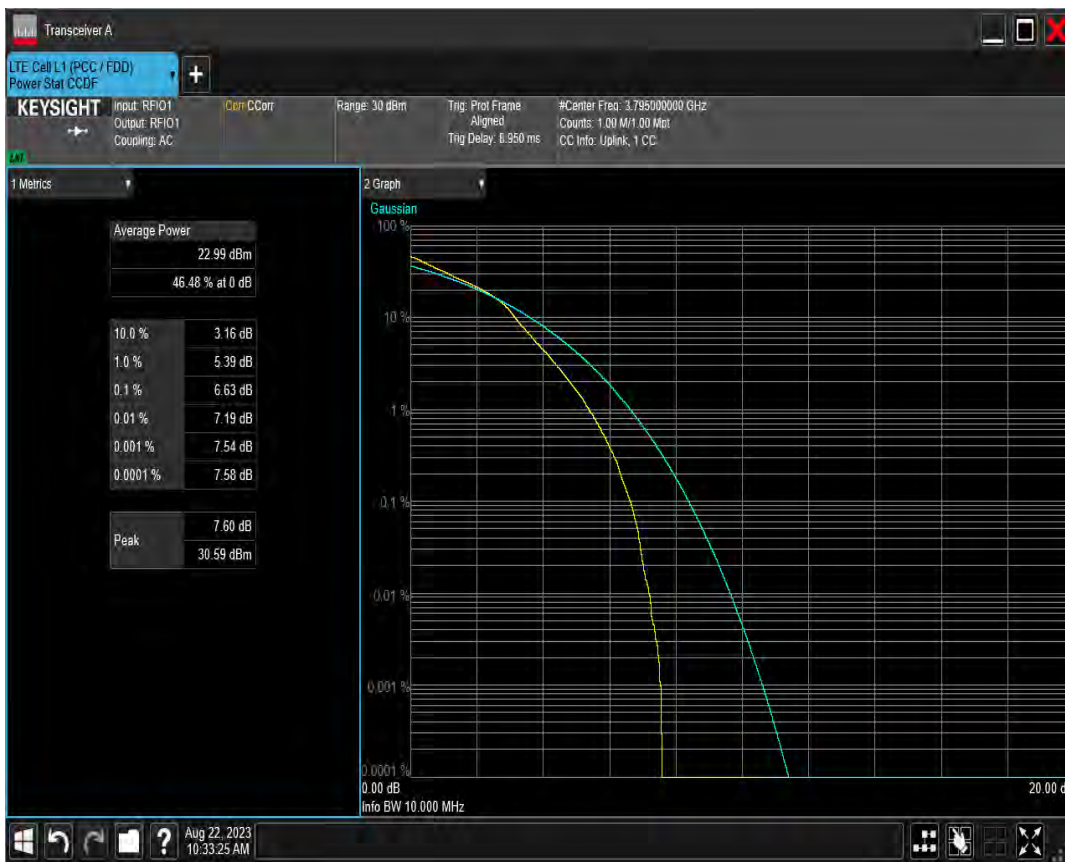 Transceiver A
LTE Cell L1 (PCC / FDD)
Power Stat CCDF
+
KEYSIGHT
Input: RFIO1
Output: RFIO1
Coupling: AC
Corr CCorr
Range: 30 dBm
Trig: Prot Frame
Aligned
Trig Delay: 8.950 ms
#Center Freq: 3.795000000 GHz
Counts: 1.00 M/1.00 Mpt
CC Info: Uplink, 1 CC
1 Metrics
Average Power
22.99 dBm
46.48 % at 0 dB
10.0 % 3.16 dB
1.0 % 5.39 dB
0.1 % 6.63 dB
0.01 % 7.19 dB
0.001 % 7.54 dB
0.0001 % 7.58 dB
Peak
7.60 dB
30.59 dBm
2 Graph
Gaussian
100 %
10 %
1 %
0.1 %
0.01 %
0.001 %
0.0001 %
0.00 dB
20.00 d
Info BW 10.000 MHz
?
Aug 22, 2023
10:33:25 AM